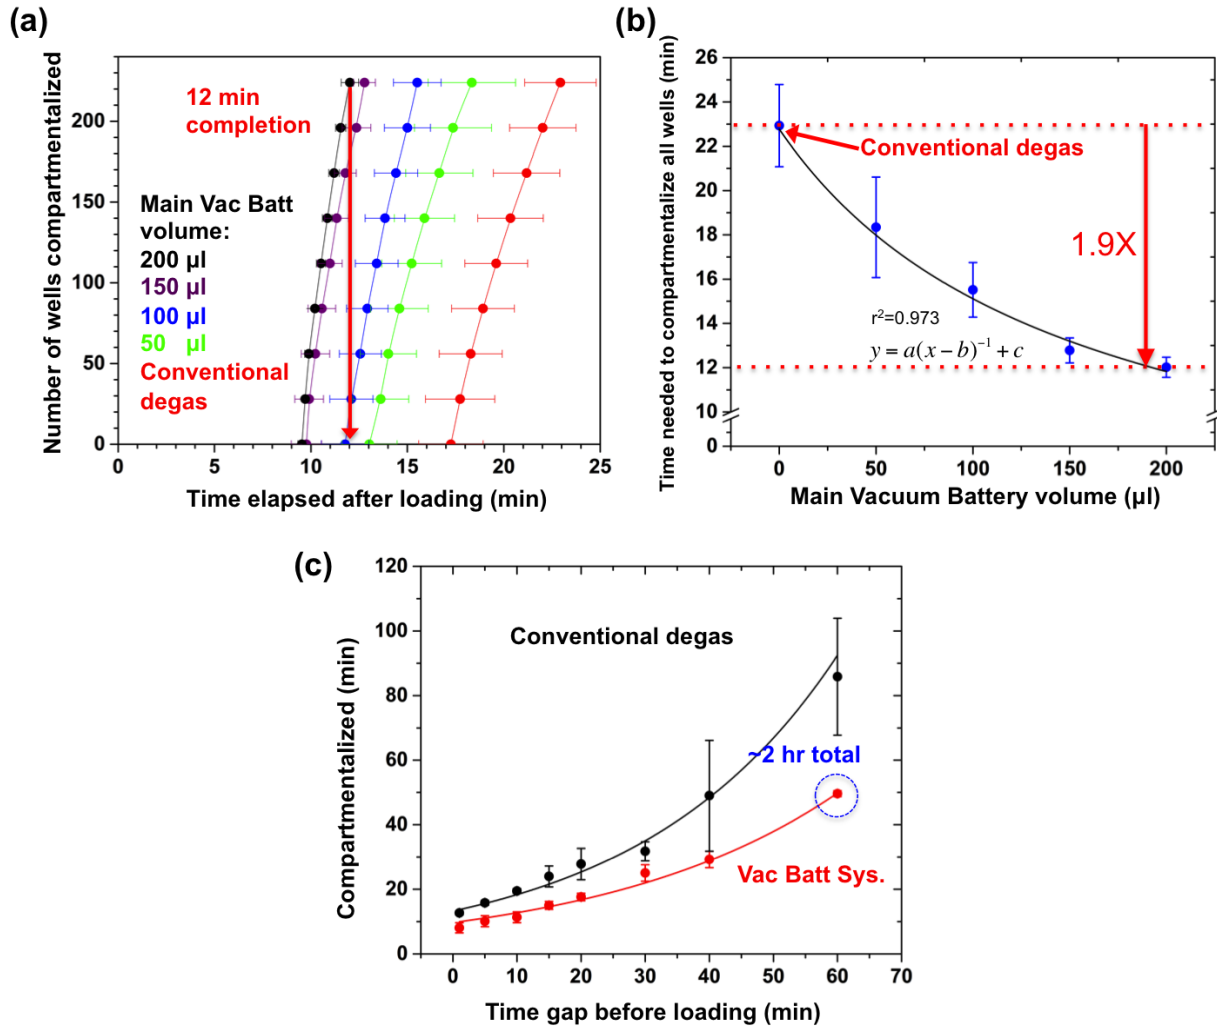 (a)
Number of wells compartmentalized
200
150
100
50
0
12 min
completion
Main Vac Batt
volume:
200 µl
150 µl
100 µl
50 µl
Conventional
degas
0
5
10
15
20
25
Time elapsed after loading (min)
(b)
Time needed to compartmentalize all wells (min)
26
24
22
20
18
16
14
12
10
0
Conventional degas
1.9X
r²=0.973
y = a(x − b)⁻¹ + c
0
50
100
150
200
Main Vacuum Battery volume (µl)
(c)
Compartmentalized (min)
120
100
80
60
40
20
0
Conventional degas
~2 hr total
Vac Batt Sys.
0
10
20
30
40
50
60
70
Time gap before loading (min)